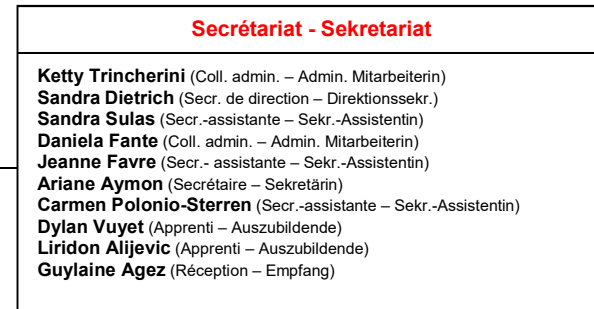 Secrétariat - Sekretariat
Ketty Trincherini (Coll. admin. – Admin. Mitarbeiterin)
Sandra Dietrich (Secr. de direction – Direktionssekr.)
Sandra Sulas (Secr.-assistante – Sekr.-Assistentin)
Daniela Fante (Coll. admin. – Admin. Mitarbeiterin)
Jeanne Favre (Secr.- assistante – Sekr.-Assistentin)
Ariane Aymon (Secrétaire – Sekretärin)
Carmen Polonio-Sterren (Secr.-assistante – Sekr.-Assistentin)
Dylan Vuyet (Apprenti – Auszubildende)
Liridon Alijevic (Apprenti – Auszubildende)
Guylaine Agez (Réception – Empfang)